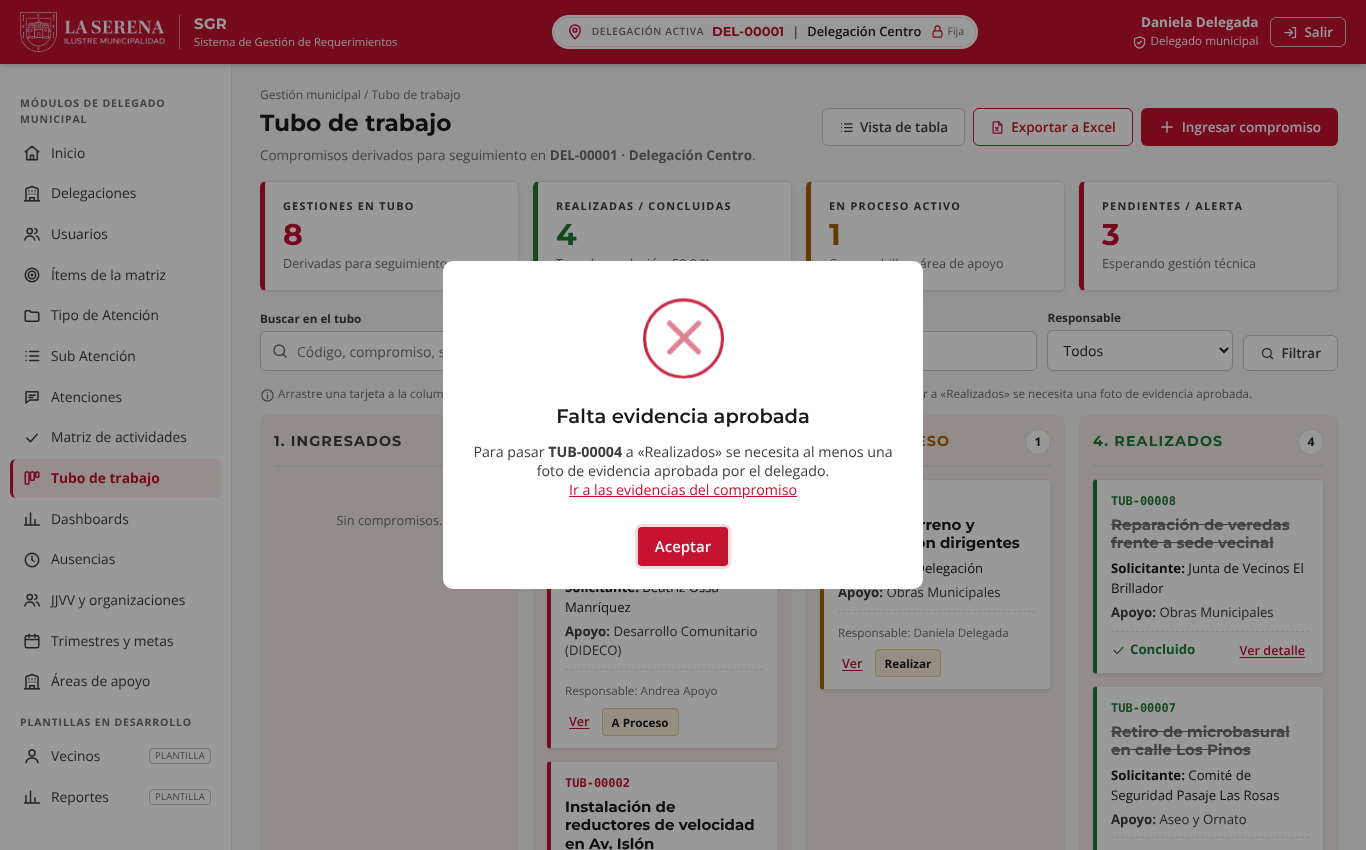 LA SERENA
ILUSTRE MUNICIPALIDAD
SGR
Sistema de Gestión de Requerimientos
DELEGACIÓN ACTIVA DEL-00001 | Delegación Centro Fija
Daniela Delegada
Delegado municipal
Salir
MÓDULOS DE DELEGADO
MUNICIPAL
Inicio
Delegaciones
Usuarios
Ítems de la matriz
Tipo de Atención
Sub Atención
Atenciones
Matriz de actividades
Tubo de trabajo
Dashboards
Ausencias
JJVV y organizaciones
Trimestres y metas
Áreas de apoyo
PLANTILLAS EN DESARROLLO
Vecinos PLANTILLA
Reportes PLANTILLA
Gestión municipal / Tubo de trabajo
Tubo de trabajo
Compromisos derivados para seguimiento en DEL-00001 · Delegación Centro.
Vista de tabla
Exportar a Excel
Ingresar compromiso
GESTIONES EN TUBO
8
Derivadas para seguimiento
REALIZADAS / CONCLUIDAS
4
EN PROCESO ACTIVO
1
área de apoyo
PENDIENTES / ALERTA
3
Esperando gestión técnica
Buscar en el tubo
Código, compromiso, s
Responsable
Todos
Filtrar
Arrastre una tarjeta a la colum
r a «Realizados» se necesita una foto de evidencia aprobada.
Falta evidencia aprobada
Para pasar TUB-00004 a «Realizados» se necesita al menos una
foto de evidencia aprobada por el delegado.
Ir a las evidencias del compromiso
Aceptar
1. INGRESADOS
Sin compromisos.
Solicitante: Beatriz Ossa
Manríquez
Apoyo: Desarrollo Comunitario
(DIDECO)
Responsable: Andrea Apoyo
Ver A Proceso
TUB-00002
Instalación de
reductores de velocidad
en Av. Islón
ESO 1
rreno y
on dirigentes
Delegación
Apoyo: Obras Municipales
Responsable: Daniela Delegada
Ver Realizar
4. REALIZADOS 4
TUB-00008
Reparación de veredas
frente a sede vecinal
Solicitante: Junta de Vecinos El
Brillador
Apoyo: Obras Municipales
Concluido Ver detalle
TUB-00007
Retiro de microbasural
en calle Los Pinos
Solicitante: Comité de
Seguridad Pasaje Las Rosas
Apoyo: Aseo y Ornato